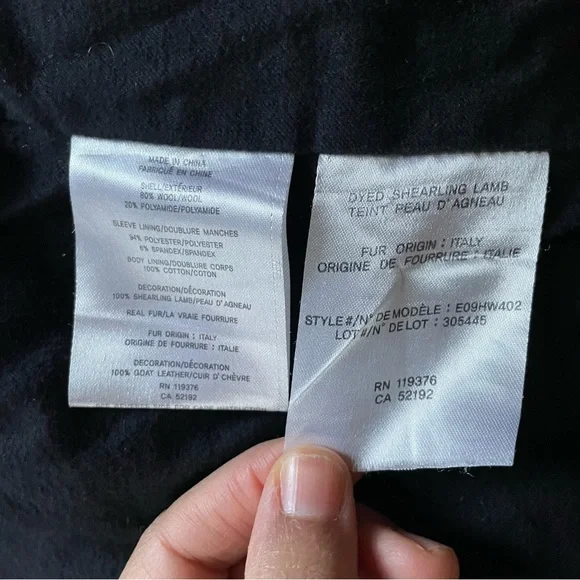 MADE IN CHINA
FABRIQUÉ EN CHINE
SHELL/EXTÉRIEUR
80% WOOL/WOOL
20% POLYAMIDE/POLYAMIDE
SLEEVE LINING/DOUBLURE MANCHES
94% POLYESTER/POLYESTER
6% SPANDEX/SPANDEX
BODY LINING/DOUBLURE CORPS
100% COTTON/COTON
DECORATION/DÉCORATION
100% SHEARLING LAMB/PEAU D'AGNEAU
REAL FUR/LA VRAIE FOURRURE
FUR ORIGIN : ITALY
ORIGINE DE FOURRURE : ITALIE
DECORATION/DÉCORATION
100% GOAT LEATHER/CUIR D'CHÈVRE
RN 119376
CA 52192
DYED SHEARLING LAMB
TEINT PEAU D'AGNEAU
FUR ORIGIN : ITALY
ORIGINE DE FOURRURE : ITALIE
STYLE#/N° DE MODÈLE : E09HW402
LOT#/N° DE LOT : 305445
RN 119376
CA 52192